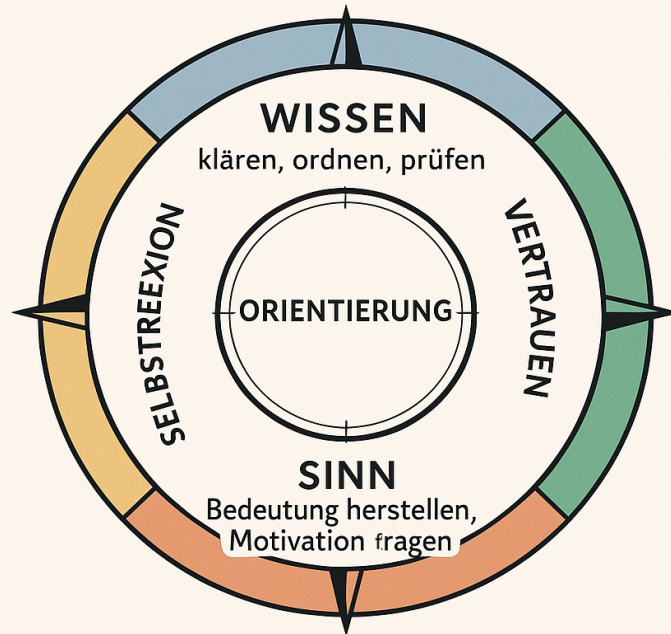 WISSEN
klären, ordnen, prüfen
SELBSTREEXION
ORIENTIERUNG
VERTRAUEN
SINN
Bedeutung herstellen,
Motivation fragen